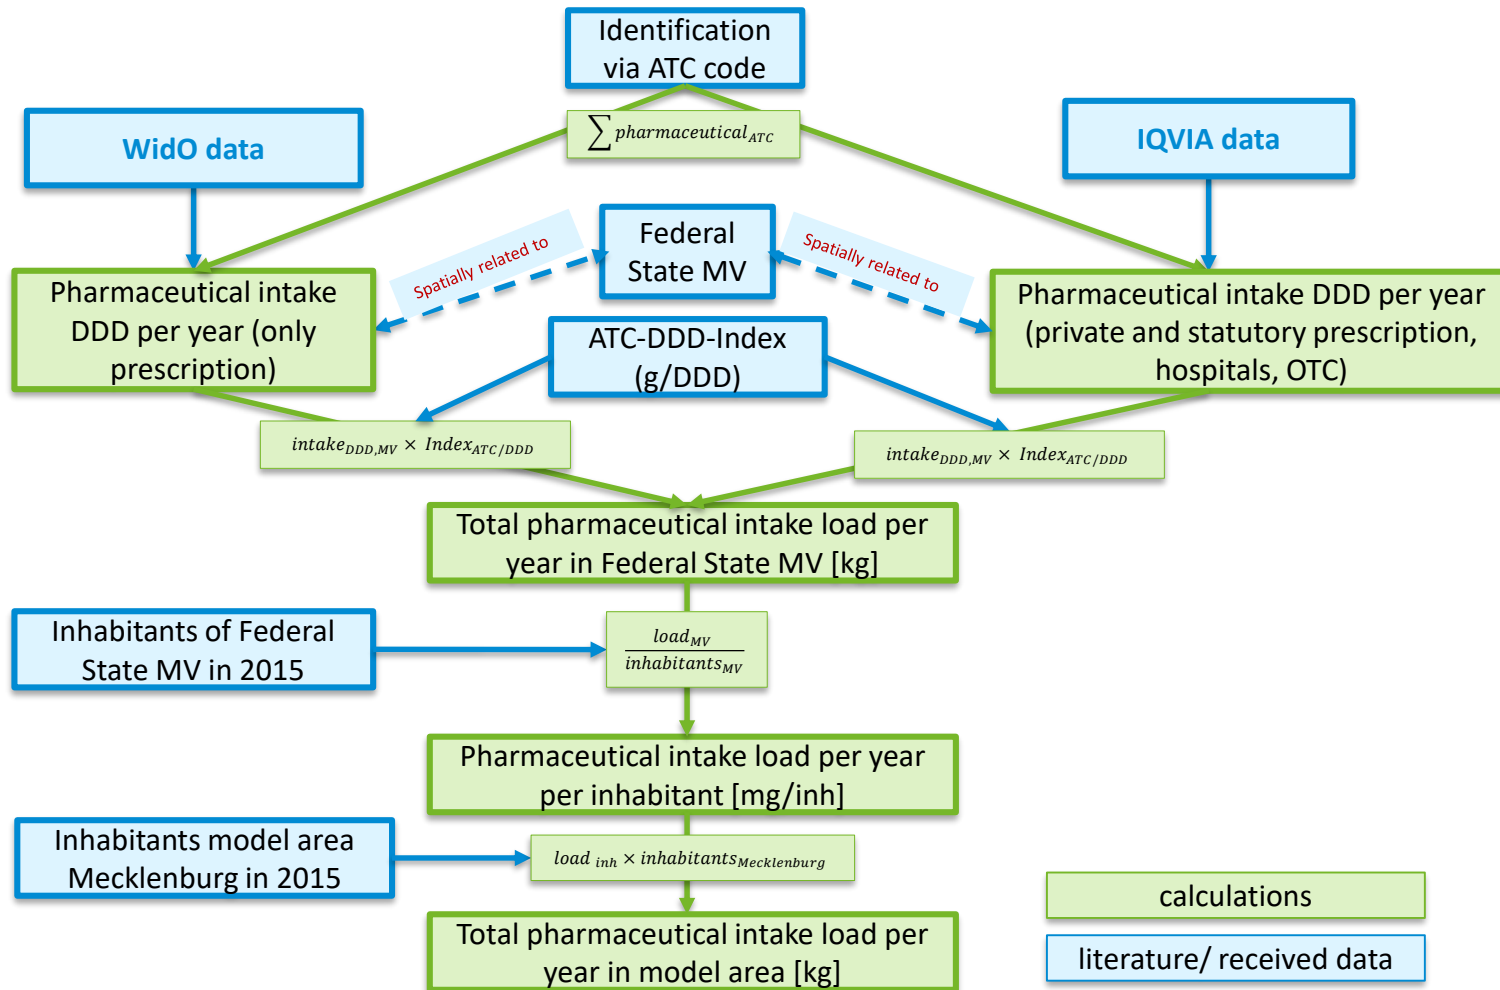 Identification
via ATC code
∑ pharmaceutical_ATC
WidO data
IQVIA data
Federal
State MV
Spatially related to
Spatially related to
Pharmaceutical intake
DDD per year (only
prescription)
Pharmaceutical intake DDD per year
(private and statutory prescription,
hospitals, OTC)
ATC-DDD-Index
(g/DDD)
intake_DDD,MV × Index_ATC/DDD
intake_DDD,MV × Index_ATC/DDD
Total pharmaceutical intake load per
year in Federal State MV [kg]
Inhabitants of Federal
State MV in 2015
load_MV
inhabitants_MV
Pharmaceutical intake load per year
per inhabitant [mg/inh]
Inhabitants model area
Mecklenburg in 2015
load_inh × inhabitants_Mecklenburg
Total pharmaceutical intake load per
year in model area [kg]
calculations
literature/ received data